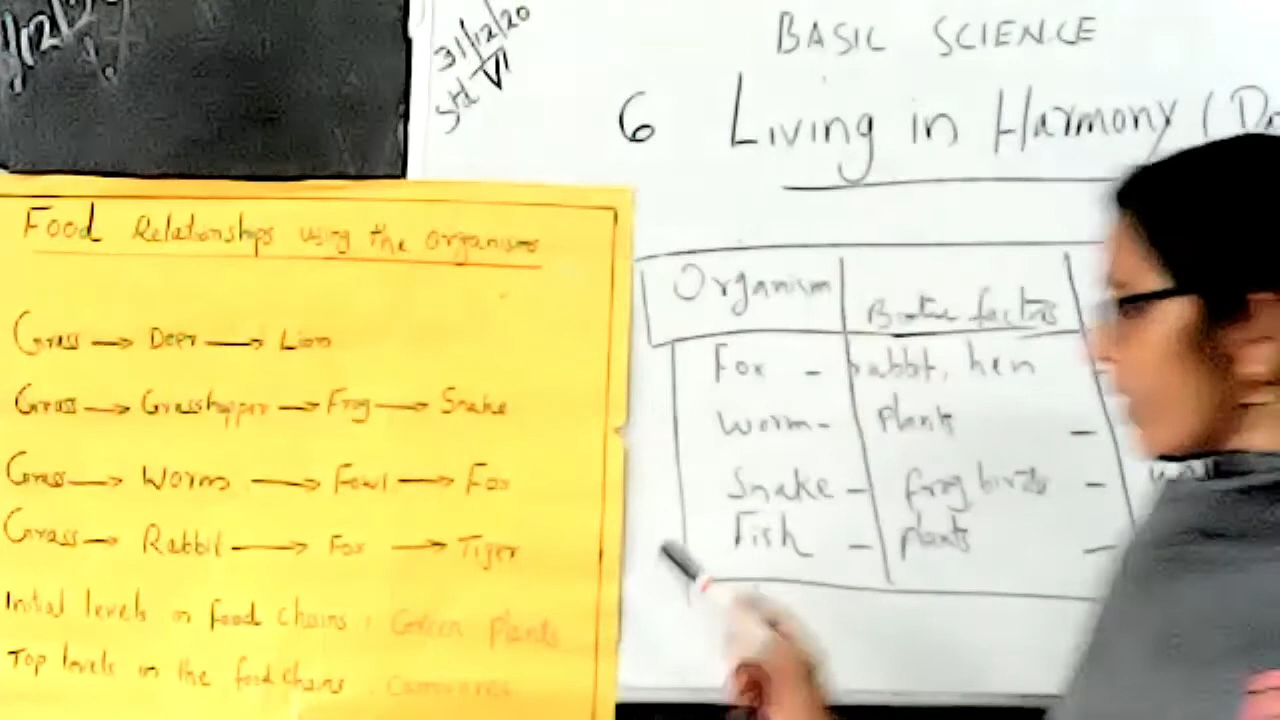 31/12/20
Std VI
BASIC SCIENCE
6 Living in Harmony
Food Relationships using the organisms
Grass → Deer → Lion
Grass → Grasshopper → Frog → Snake
Grass → Worm → Fowl → Fox
Grass → Rabbit → Fox → Tiger
Initial levels in food chains : Green plants
Top levels in the food chains : Carnivores
Organism Biotic factors
Fox - rabbit, hen
Worm - plants -
Snake - frog birds -
Fish - plants -